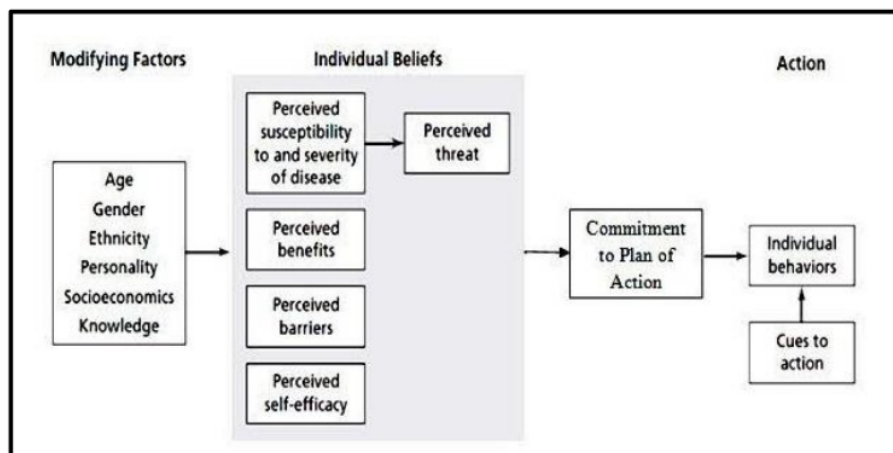 Modifying Factors
Individual Beliefs
Action
Age
Gender
Ethnicity
Personality
Socioeconomics
Knowledge
Perceived
susceptibility
to and severity
of disease
Perceived
threat
Perceived
benefits
Perceived
barriers
Perceived
self-efficacy
Commitment
to Plan of
Action
Individual
behaviors
Cues to
action